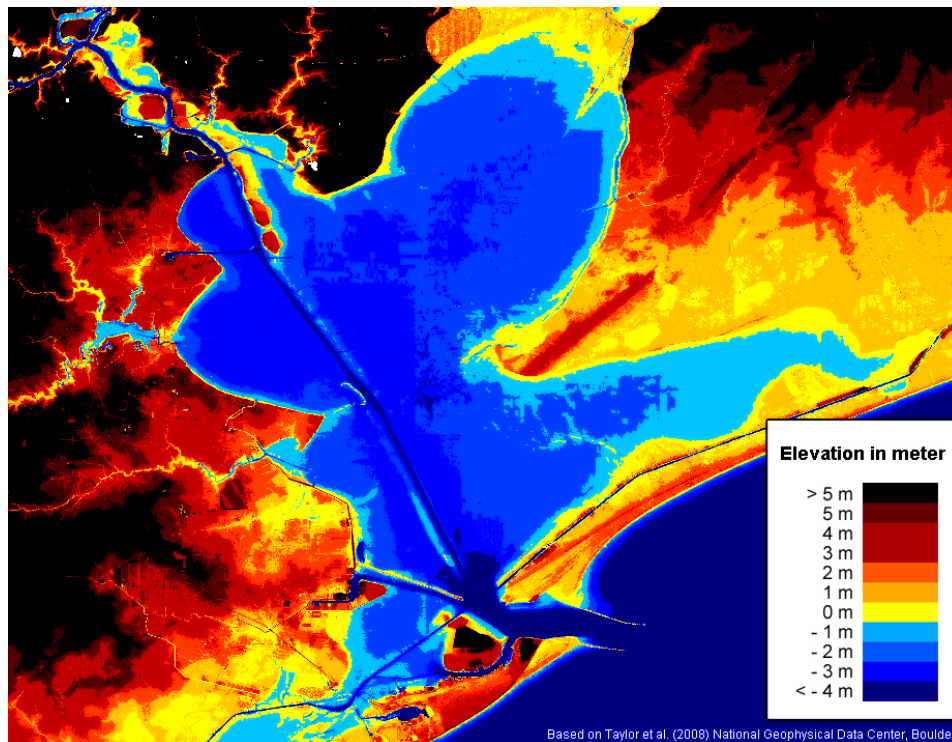 Elevation in meter
> 5 m
5 m
4 m
3 m
2 m
1 m
0 m
- 1 m
- 2 m
- 3 m
< - 4 m
Based on Taylor et al. (2008) National Geophysical Data Center, Boulde